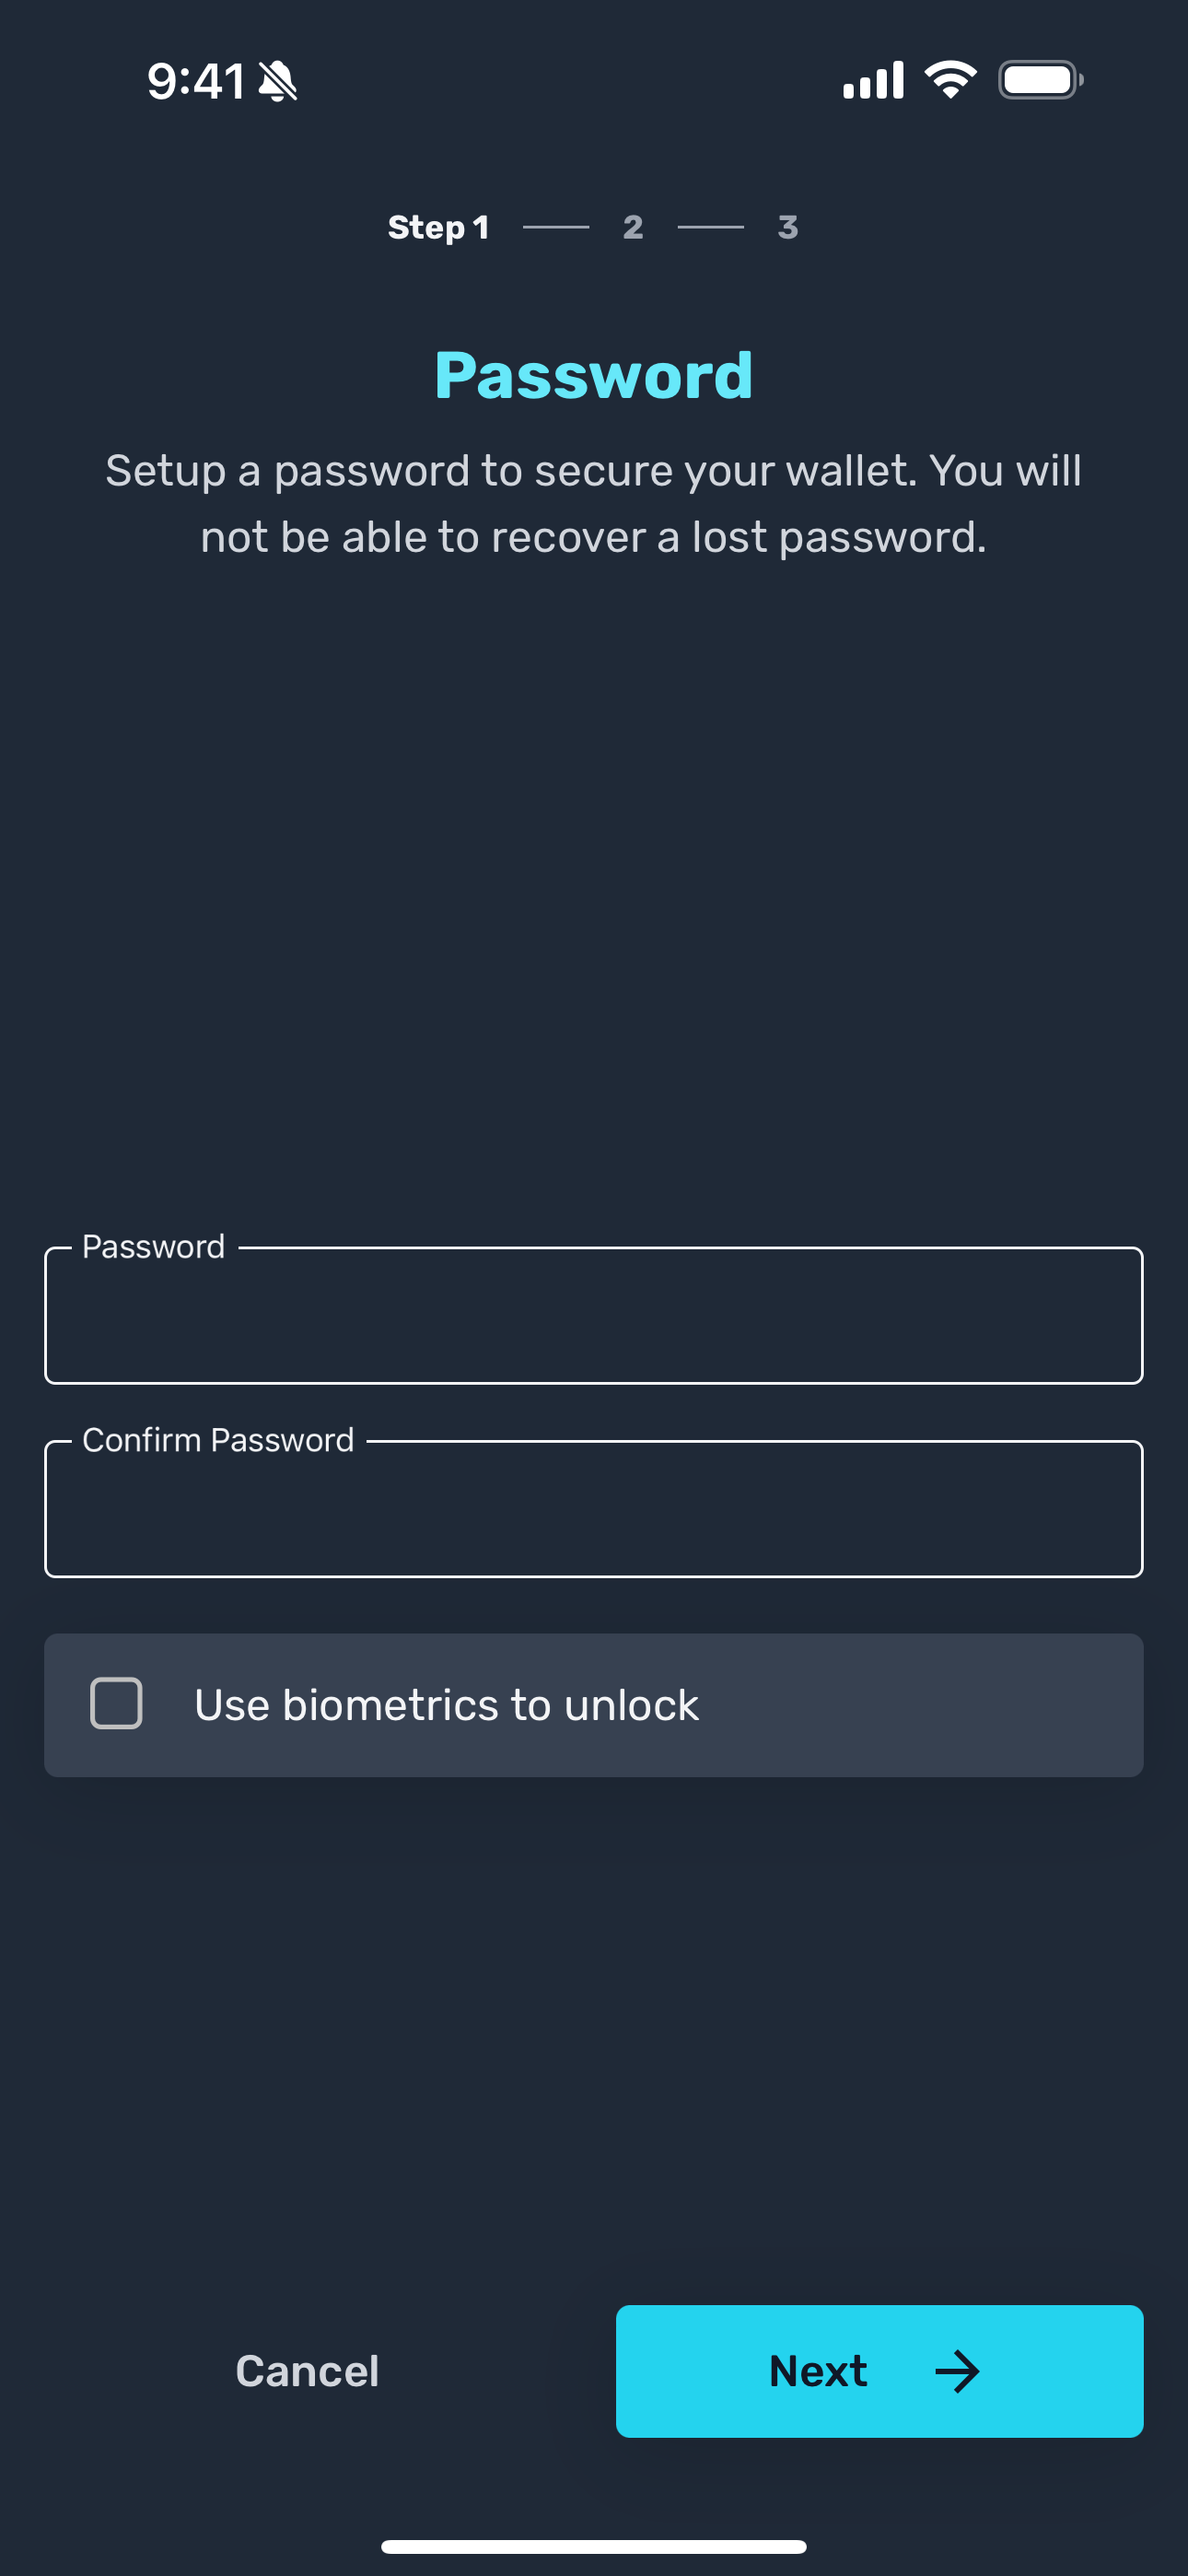 9:41
Step 1 2 3
Password
Setup a password to secure your wallet. You will
not be able to recover a lost password.
Password
Confirm Password
Use biometrics to unlock
Cancel Next